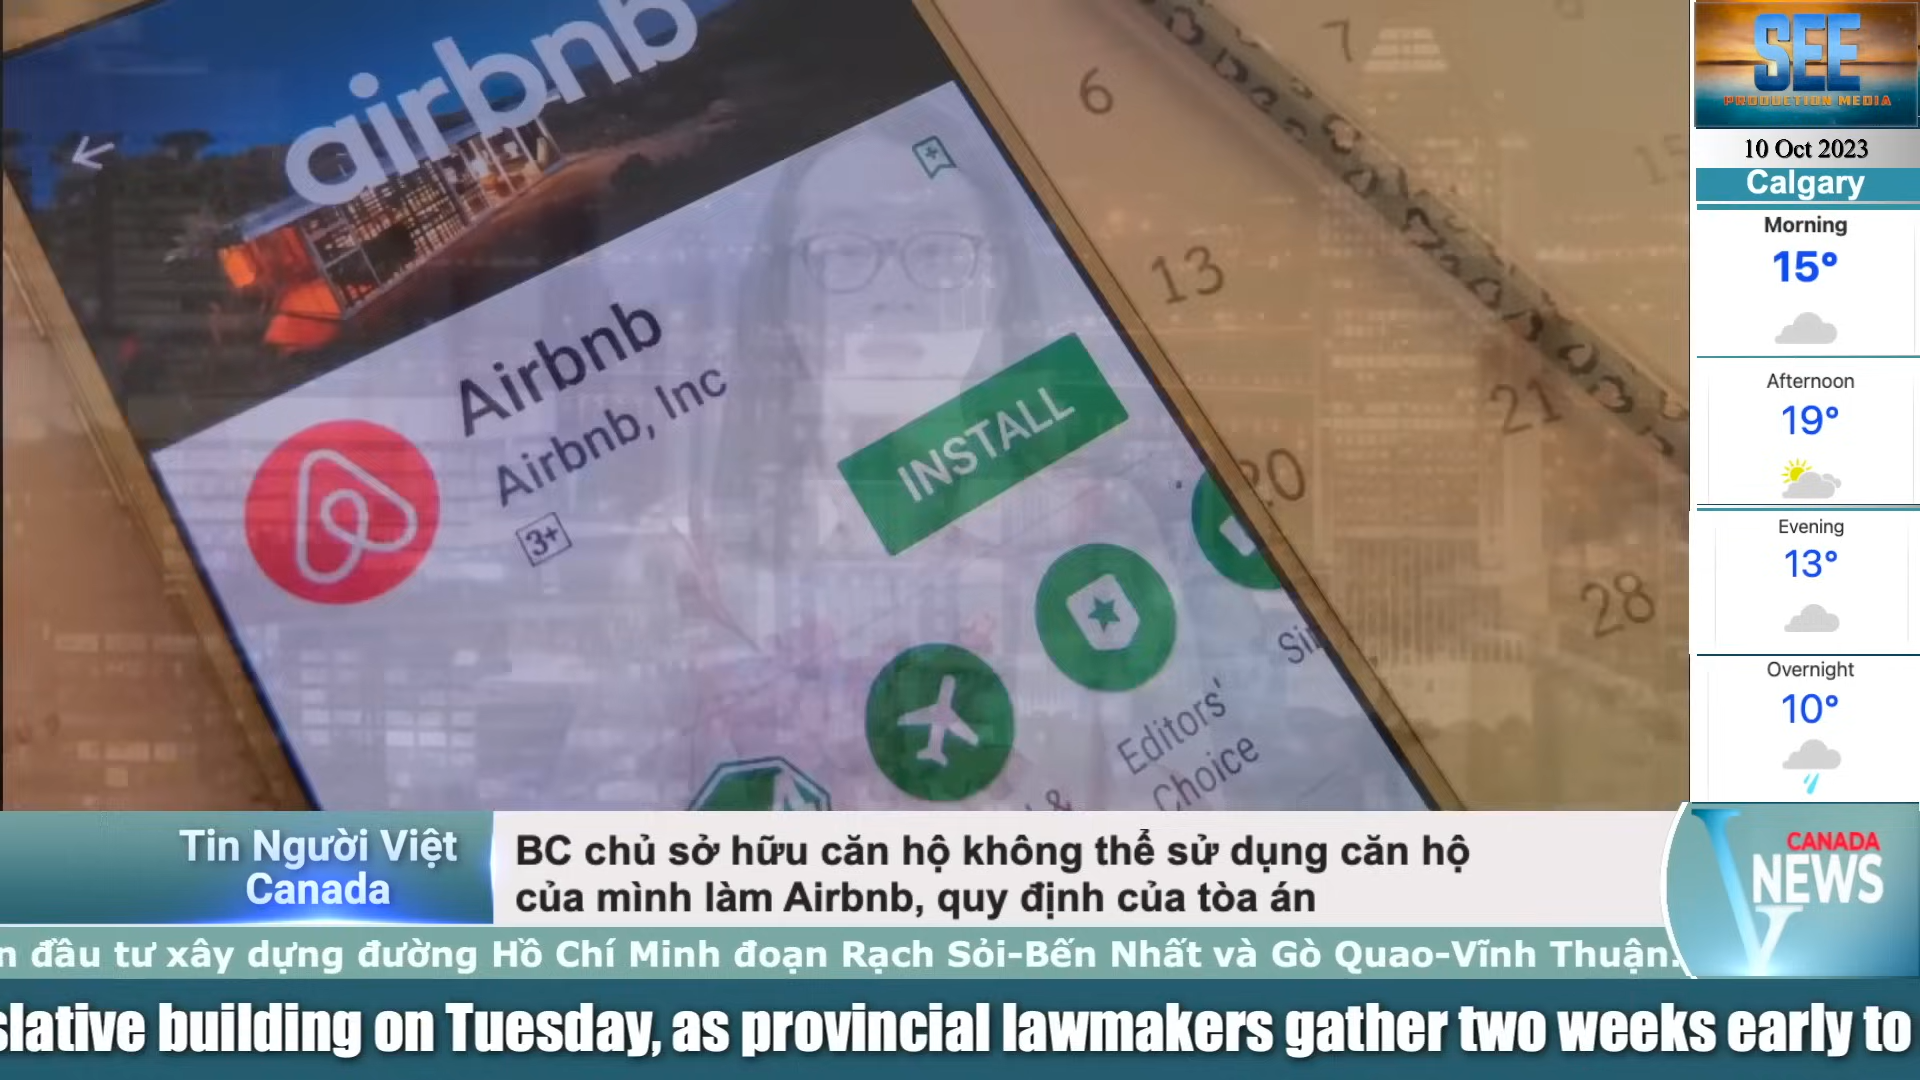 airbnb
Airbnb
Airbnb, Inc
3+
INSTALL
Editors'
Choice
&
6
7
13
15
20
21
28
SEE
PRODUCTION MEDIA
10 Oct 2023
Calgary
Morning
15°
Afternoon
19°
Evening
13°
Overnight
10°
Tin Người Việt
Canada
BC chủ sở hữu căn hộ không thể sử dụng căn hộ
của mình làm Airbnb, quy định của tòa án
CANADA
V NEWS
n đầu tư xây dựng đường Hồ Chí Minh đoạn Rạch Sỏi-Bến Nhất và Gò Quao-Vĩnh Thuận.
slative building on Tuesday, as provincial lawmakers gather two weeks early to